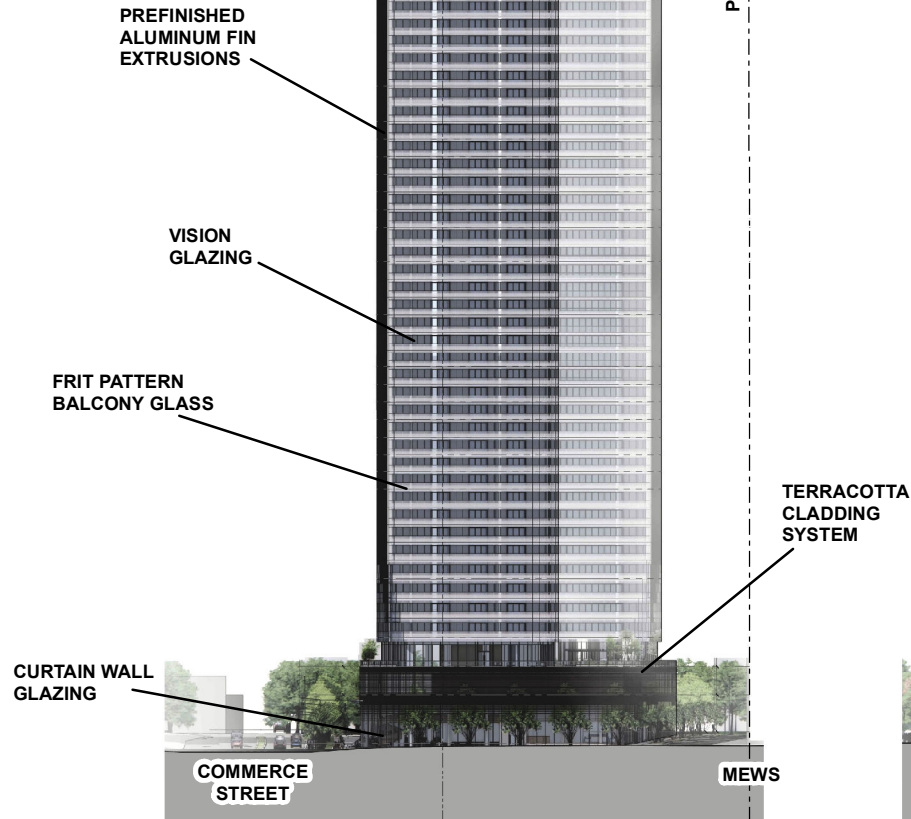 P
PREFINISHED
ALUMINUM FIN
EXTRUSIONS
VISION
GLAZING
FRIT PATTERN
BALCONY GLASS
TERRACOTTA
CLADDING
SYSTEM
CURTAIN WALL
GLAZING
COMMERCE
STREET
MEWS